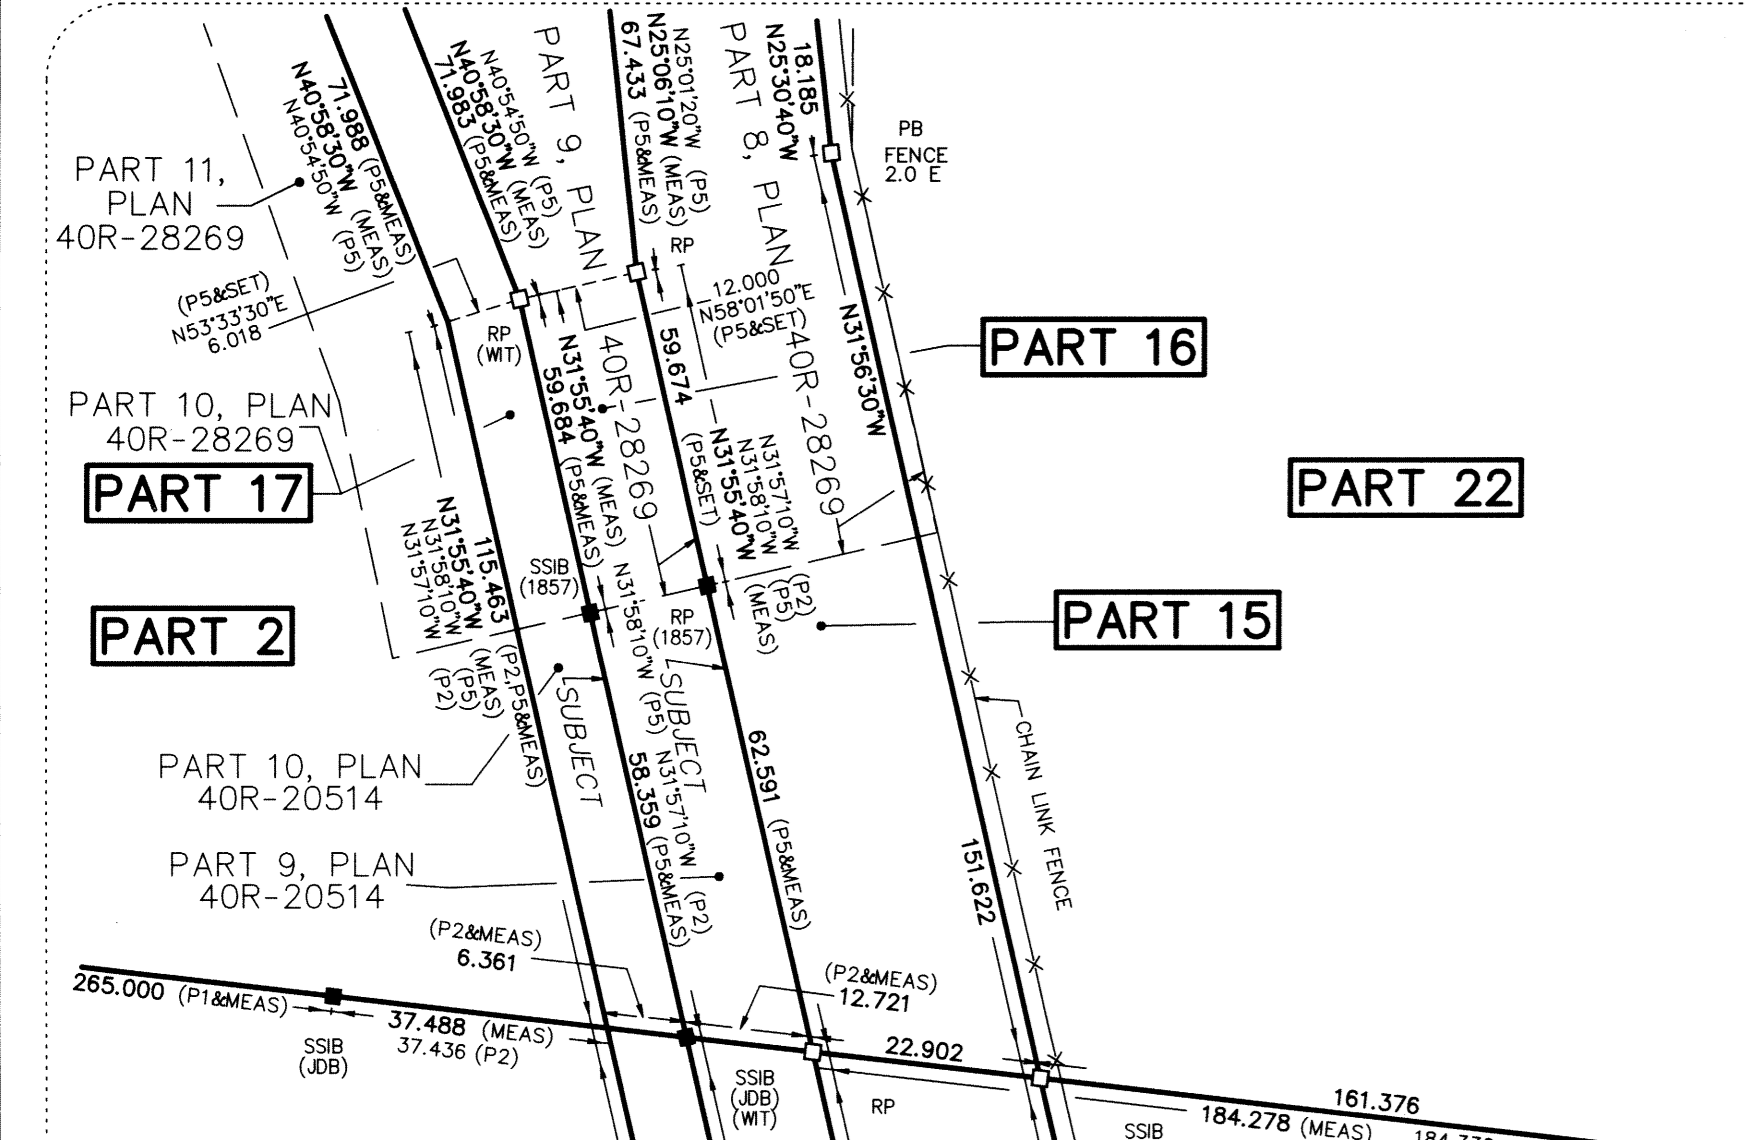 71.988 (P5&MEAS)
N40°58'30"W (MEAS)
N40°54'50"W (P5)
N40°54'50"W (P5)
N40°58'30"W (MEAS)
71.983 (P5&MEAS)
PART 9, PLAN
40R-28269
N25°01'20"W (P5)
N25°06'10"W (MEAS)
67.433 (P5&MEAS)
PART 8, PLAN
40R-28269
18.185
N25°30'40"W
PB
FENCE
2.0 E
PART 11,
PLAN
40R-28269
(P5&SET)
N53°33'30"E
6.018
RP
(WIT)
RP
12.000
N58°01'50"E
(P5&SET)
N31°56'30"W
PART 16
PART 10, PLAN
40R-28269
PART 17
N31°55'40"W (MEAS)
59.684 (P5&MEAS)
59.674
(P5&SET)
N31°57'10"W (P2)
N31°58'10"W (P5)
N31°55'40"W (MEAS)
PART 22
115.463 (P2,P5&MEAS)
N31°55'40"W (MEAS)
N31°58'10"W (P5)
N31°57'10"W (P2)
SSIB
(1857)
RP
(1857)
PART 2
PART 15
SUBJECT
SUBJECT
N31°58'10"W (P5)
N31°57'10"W (P2)
58.359 (P5&MEAS)
62.591 (P5&MEAS)
CHAIN LINK FENCE
PART 10, PLAN
40R-20514
PART 9, PLAN
40R-20514
151.622
(P2&MEAS)
6.361
(P2&MEAS)
12.721
265.000 (P1&MEAS)
37.488 (MEAS)
37.436 (P2)
SSIB
(JDB)
22.902
SSIB
(JDB)
(WIT)
RP
SSIB
161.376
184.278 (MEAS)